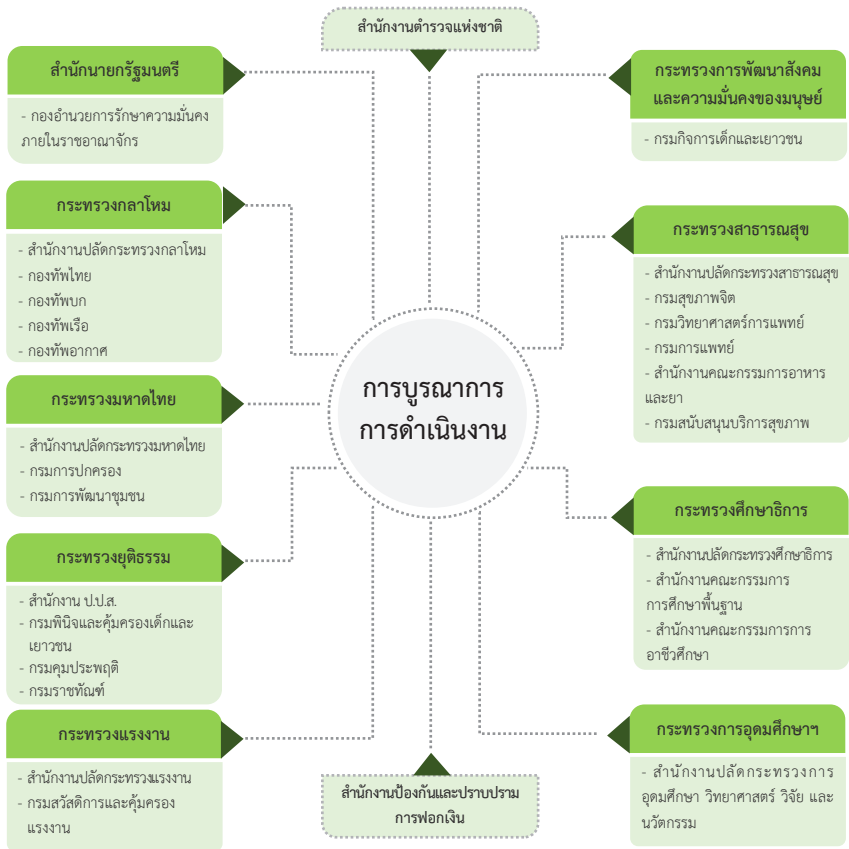 สำนักงานตำรวจแห่งชาติ
สำนักนายกรัฐมนตรี
- กองอำนวยการรักษาความมั่นคง
ภายในราชอาณาจักร
กระทรวงกลาโหม
- สำนักงานปลัดกระทรวงกลาโหม
- กองทัพไทย
- กองทัพบก
- กองทัพเรือ
- กองทัพอากาศ
กระทรวงมหาดไทย
- สำนักงานปลัดกระทรวงมหาดไทย
- กรมการปกครอง
- กรมการพัฒนาชุมชน
กระทรวงยุติธรรม
- สำนักงาน ป.ป.ส.
- กรมพินิจและคุ้มครองเด็กและ
เยาวชน
- กรมคุมประพฤติ
- กรมราชทัณฑ์
กระทรวงแรงงาน
- สำนักงานปลัดกระทรวงแรงงาน
- กรมสวัสดิการและคุ้มครอง
แรงงาน
การบูรณาการ
การดำเนินงาน
สำนักงานป้องกันและปราบปราม
การฟอกเงิน
กระทรวงการพัฒนาสังคม
และความมั่นคงของมนุษย์
- กรมกิจการเด็กและเยาวชน
กระทรวงสาธารณสุข
- สำนักงานปลัดกระทรวงสาธารณสุข
- กรมสุขภาพจิต
- กรมวิทยาศาสตร์การแพทย์
- กรมการแพทย์
- สำนักงานคณะกรรมการอาหาร
และยา
- กรมสนับสนุนบริการสุขภาพ
กระทรวงศึกษาธิการ
- สำนักงานปลัดกระทรวงศึกษาธิการ
- สำนักงานคณะกรรมการ
การศึกษาพื้นฐาน
- สำนักงานคณะกรรมการการ
อาชีวศึกษา
กระทรวงการอุดมศึกษาฯ
- สำนักงานปลัดกระทรวงการ
อุดมศึกษา วิทยาศาสตร์ วิจัย และ
นวัตกรรม